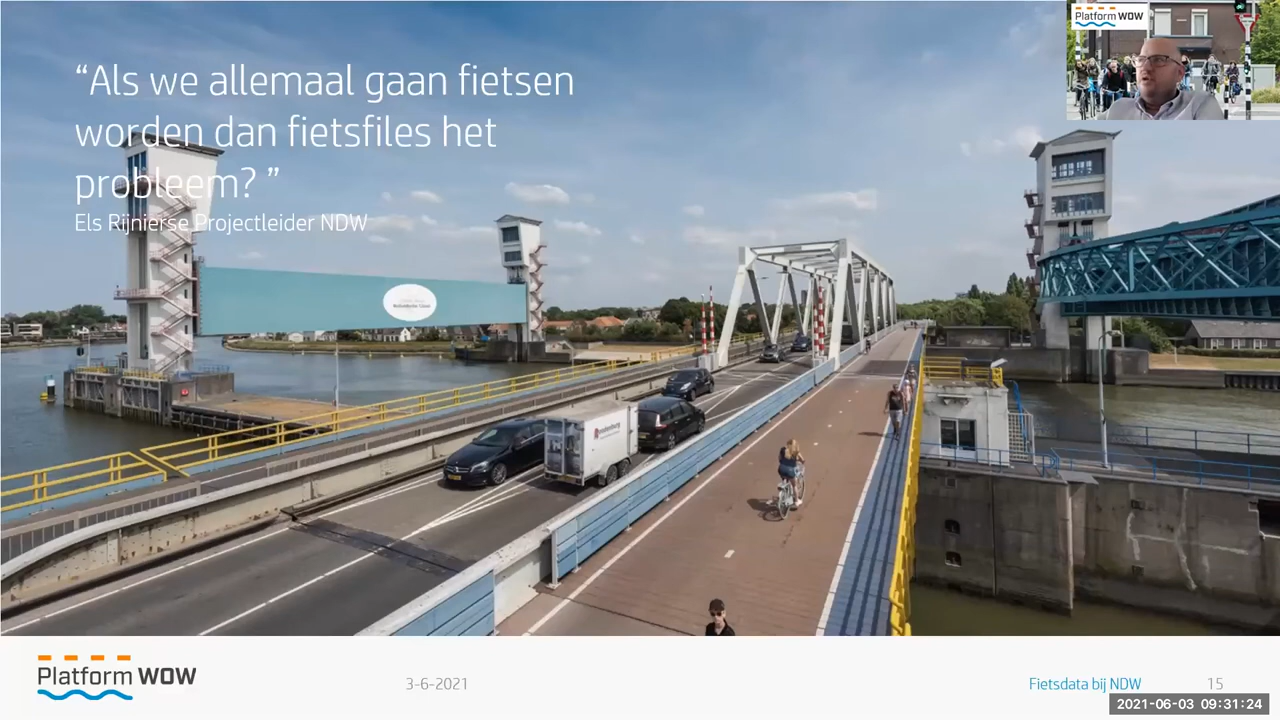 “Als we allemaal gaan fietsen
worden dan fietsfiles het
probleem? ”
Els Rijnierse Projectleider NDW
Platform WOW
Platform WOW
3-6-2021
Fietsdata bij NDW
15
2021-06-03 09:31:24